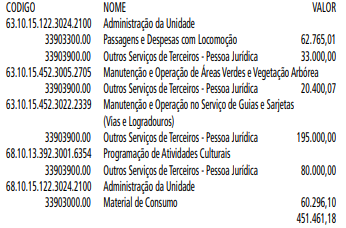 CODIGO NOME VALOR
63.10.15.122.3024.2100 Administração da Unidade
33903300.00 Passagens e Despesas com Locomoção 62.765,01
33903900.00 Outros Serviços de Terceiros - Pessoa Jurídica 33.000,00
63.10.15.452.3005.2705 Manutenção e Operação de Áreas Verdes e Vegetação Arbórea
33903900.00 Outros Serviços de Terceiros - Pessoa Jurídica 20.400,07
63.10.15.452.3022.2339 Manutenção e Operação no Serviço de Guias e Sarjetas
(Vias e Logradouros)
33903900.00 Outros Serviços de Terceiros - Pessoa Jurídica 195.000,00
68.10.13.392.3001.6354 Programação de Atividades Culturais
33903900.00 Outros Serviços de Terceiros - Pessoa Jurídica 80.000,00
68.10.15.122.3024.2100 Administração da Unidade
33903000.00 Material de Consumo 60.296,10
451.461,18